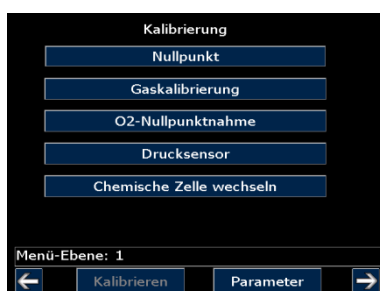 Kalibrierung
Nullpunkt
Gaskalibrierung
O2-Nullpunktnahme
Drucksensor
Chemische Zelle wechseln
Menü-Ebene: 1
← Kalibrieren Parameter →